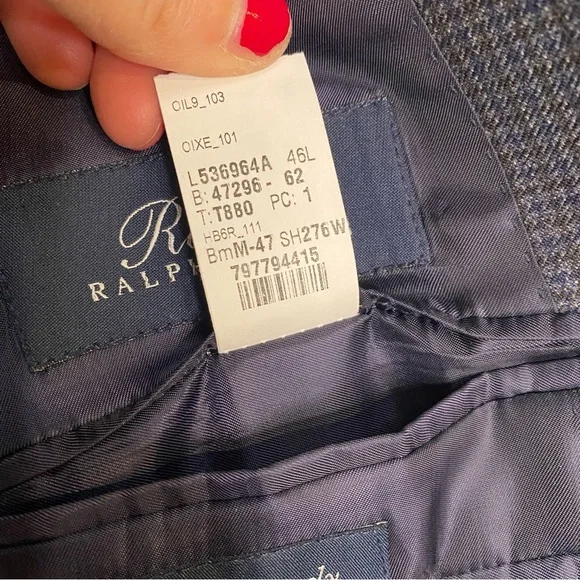 OIL9_103
OIXE_101
L536964A 46L
B: 47296- 62
T:T880 PC: 1
HB6R_111
BmM-47 SH276W
797794415
RALPH